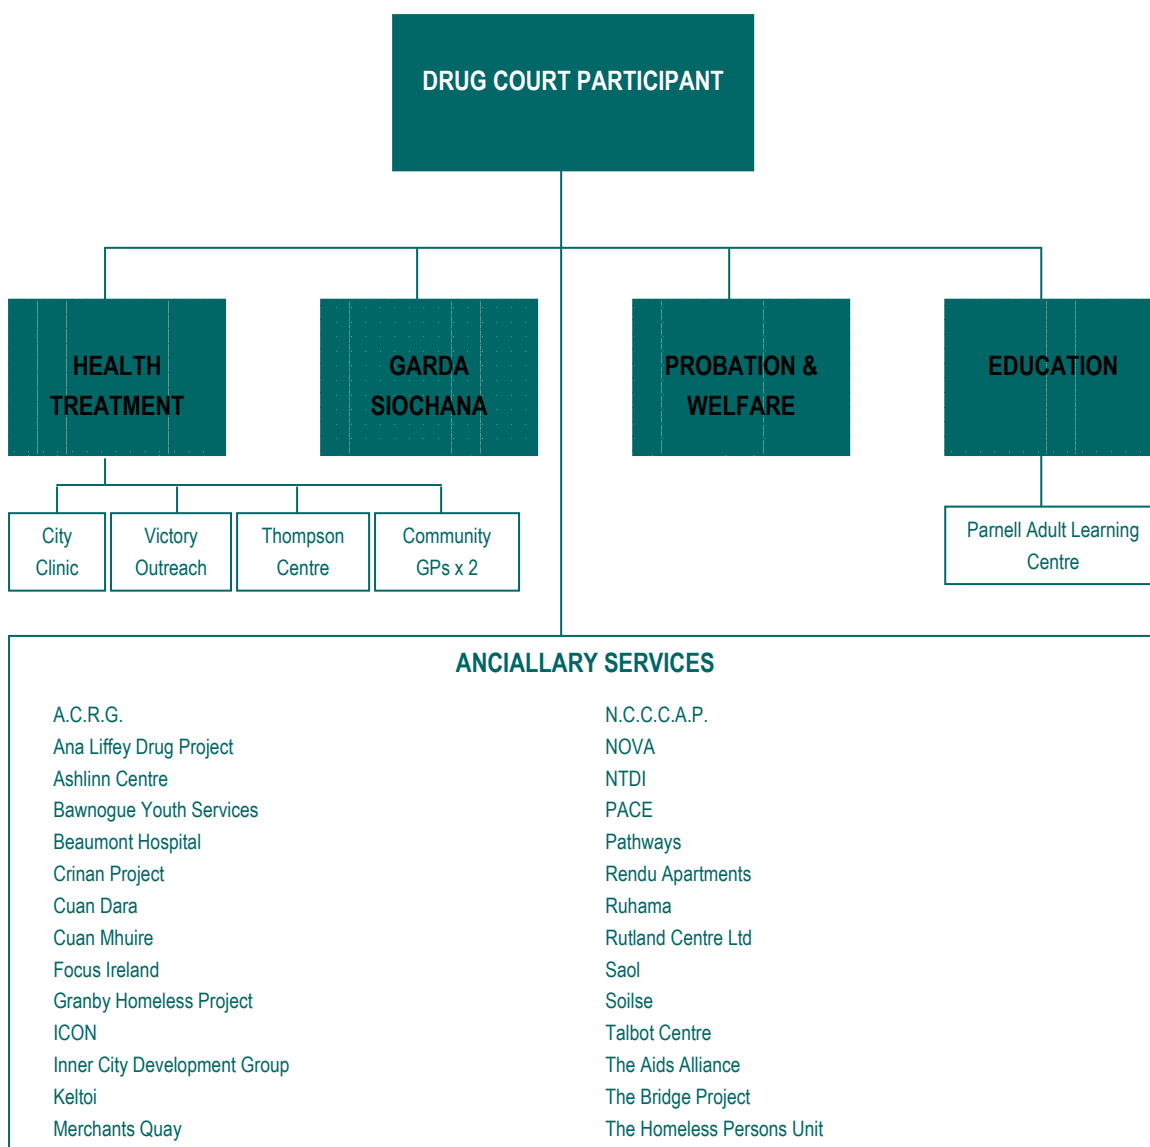 DRUG COURT PARTICIPANT
HEALTH
TREATMENT
GARDA
SIOCHANA
PROBATION &
WELFARE
EDUCATION
City
Clinic
Victory
Outreach
Thompson
Centre
Community
GPs x 2
Parnell Adult Learning
Centre
ANCIALLARY SERVICES
A.C.R.G.
Ana Liffey Drug Project
Ashlinn Centre
Bawnogue Youth Services
Beaumont Hospital
Crinan Project
Cuan Dara
Cuan Mhuire
Focus Ireland
Granby Homeless Project
ICON
Inner City Development Group
Keltoi
Merchants Quay
N.C.C.C.A.P.
NOVA
NTDI
PACE
Pathways
Rendu Apartments
Ruhama
Rutland Centre Ltd
Saol
Soilse
Talbot Centre
The Aids Alliance
The Bridge Project
The Homeless Persons Unit